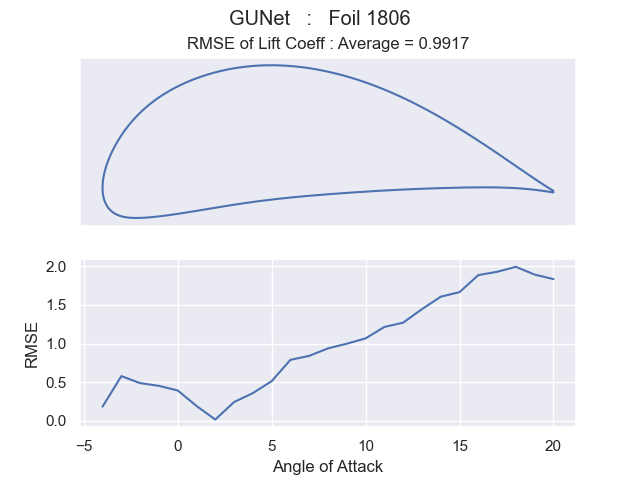 GUNet   :   Foil 1806
RMSE of Lift Coeff : Average = 0.9917
2.0
1.5
1.0
0.5
0.0
RMSE
−5 0 5 10 15 20
Angle of Attack